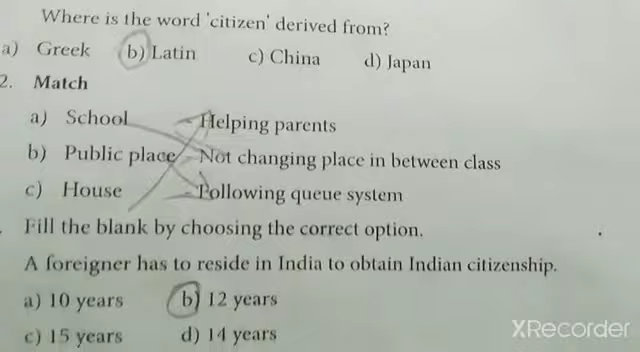 Where is the word 'citizen' derived from?
a) Greek b) Latin c) China d) Japan
2. Match
a) School - Helping parents
b) Public place - Not changing place in between class
c) House - Following queue system
. Fill the blank by choosing the correct option.
A foreigner has to reside in India to obtain Indian citizenship.
a) 10 years b) 12 years
c) 15 years d) 14 years
XRecorder